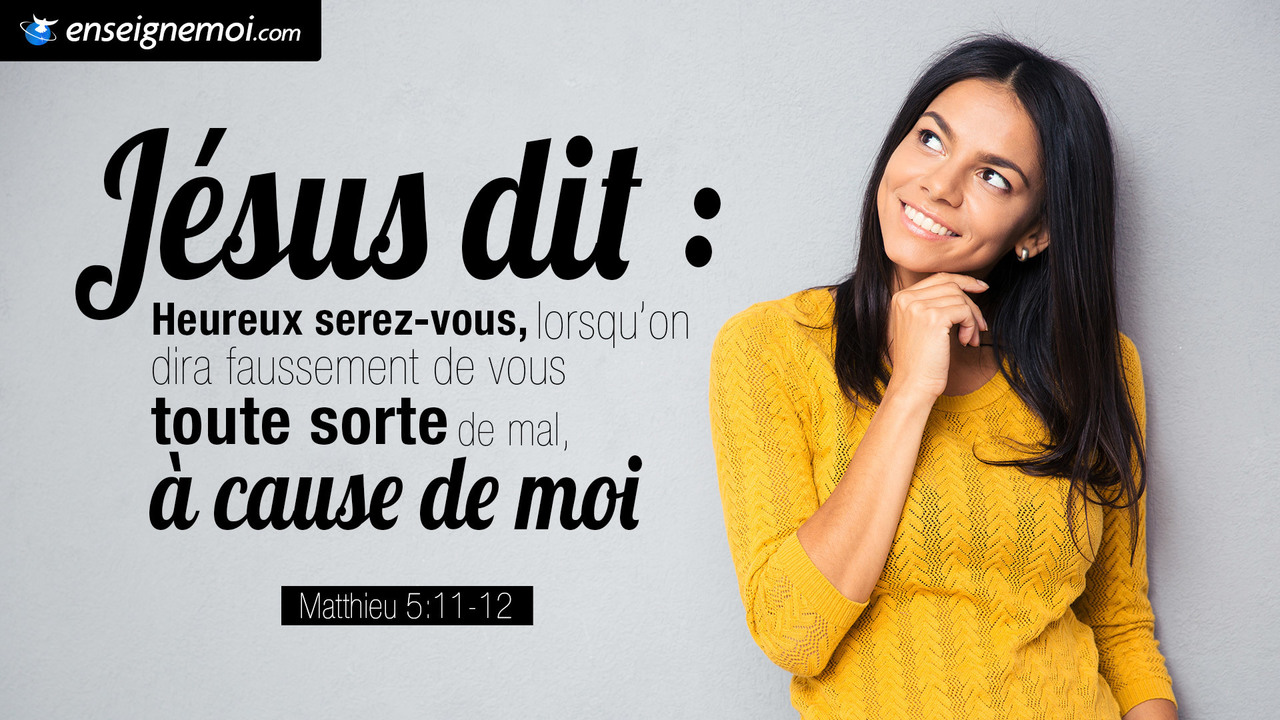 enseignemoi.com
Jésus dit :
Heureux serez-vous, lorsqu'on
dira faussement de vous
toute sorte de mal,
à cause de moi
Matthieu 5:11-12